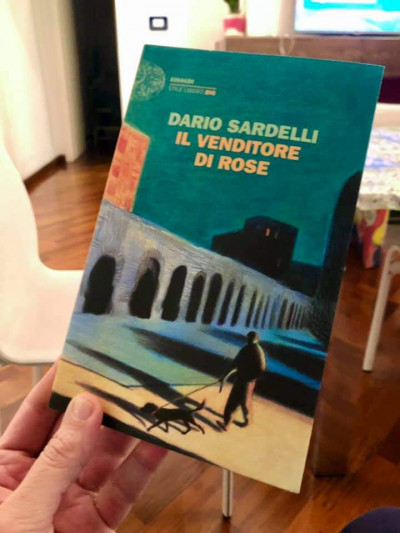 EINAUDI
STILE LIBERO BIG
DARIO SARDELLI
IL VENDITORE
DI ROSE